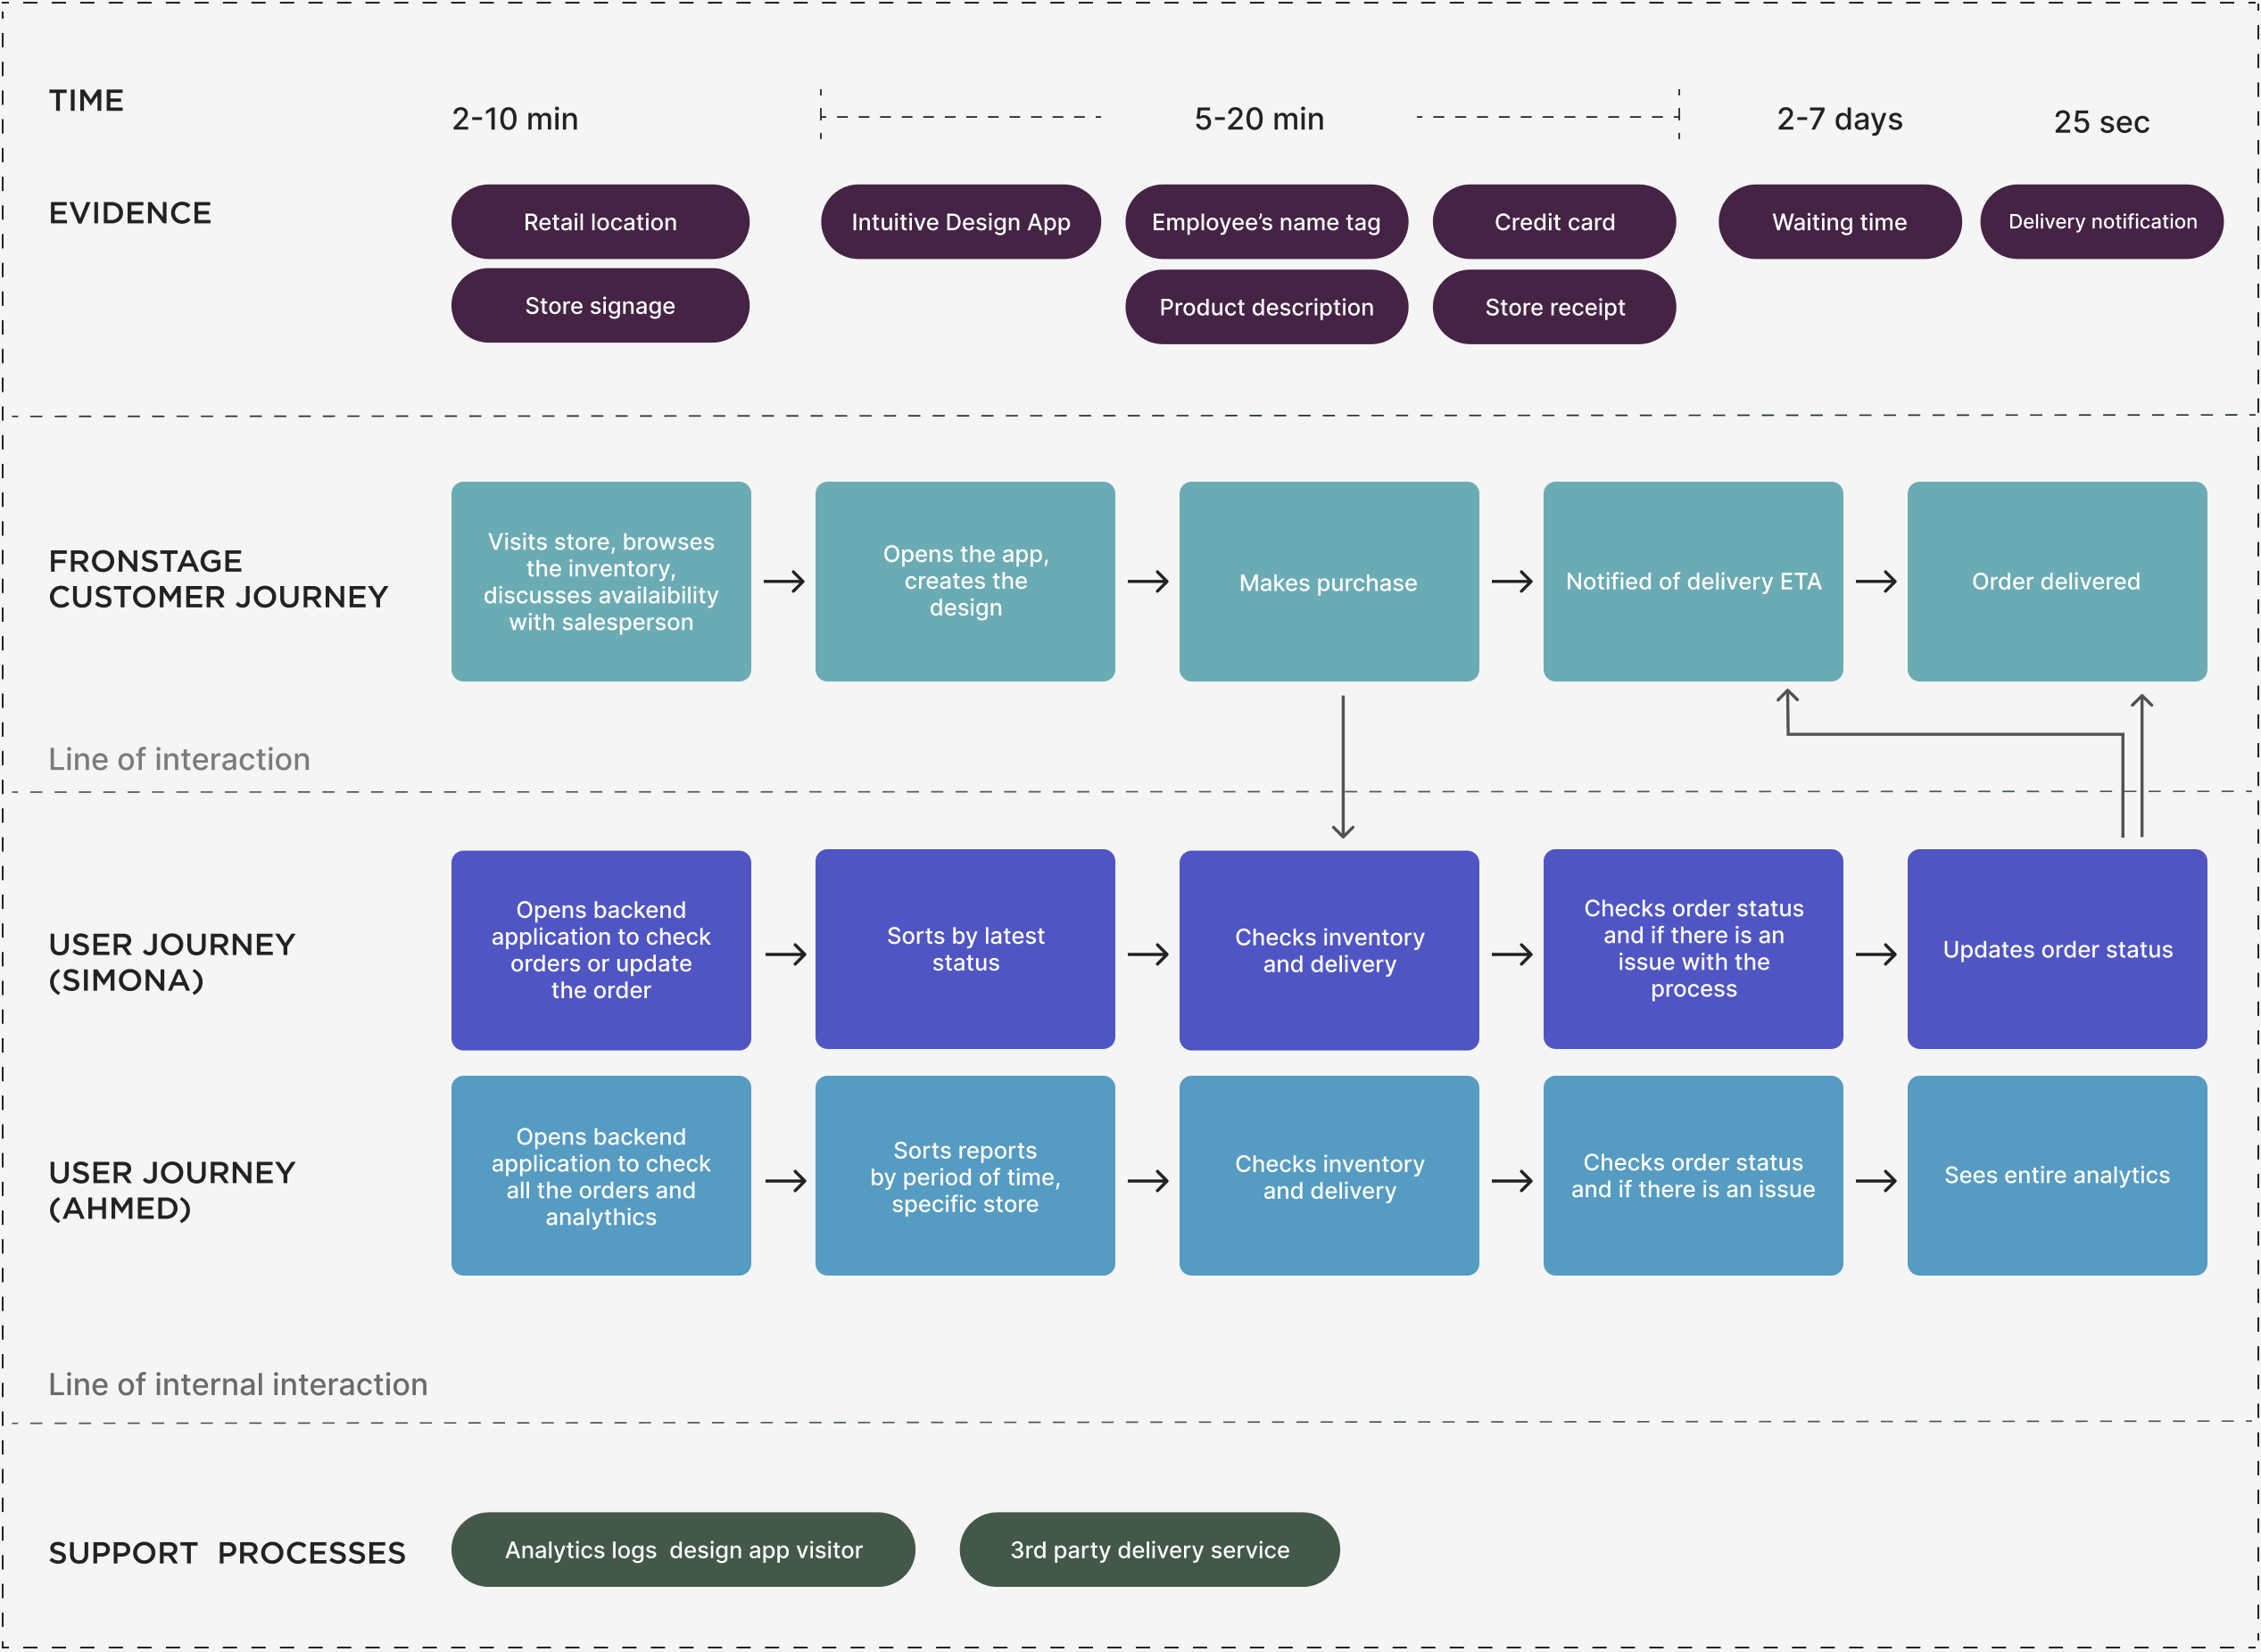 TIME
2-10 min
5-20 min
2-7 days
25 sec
EVIDENCE
Retail location
Intuitive Design App
Employee’s name tag
Credit card
Waiting time
Delivery notification
Store signage
Product description
Store receipt
FRONSTAGE
CUSTOMER JOURNEY
Visits store, browses
the inventory,
discusses availaibility
with salesperson
Opens the app,
creates the
design
Makes purchase
Notified of delivery ETA
Order delivered
Line of interaction
USER JOURNEY
(SIMONA)
Opens backend
application to check
orders or update
the order
Sorts by latest
status
Checks inventory
and delivery
Checks order status
and if there is an
issue with the
process
Updates order status
USER JOURNEY
(AHMED)
Opens backend
application to check
all the orders and
analythics
Sorts reports
by period of time,
specific store
Checks inventory
and delivery
Checks order status
and if there is an issue
Sees entire analytics
Line of internal interaction
SUPPORT PROCESSES
Analytics logs design app visitor
3rd party delivery service